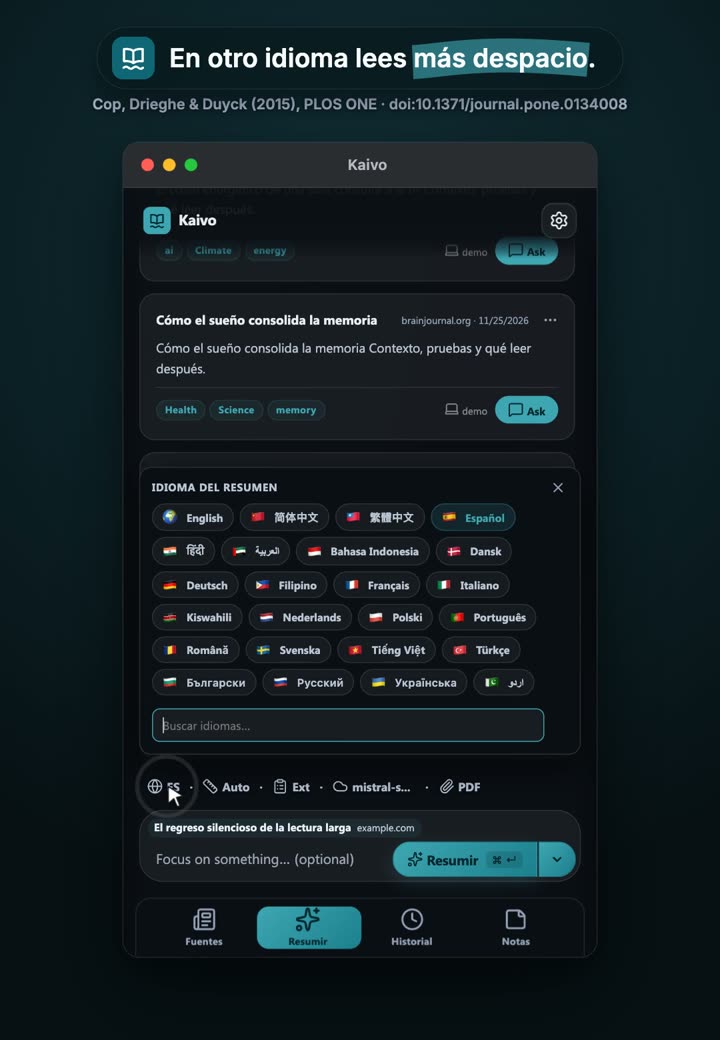 En otro idioma lees más despacio.
Cop, Drieghe & Duyck (2015), PLOS ONE · doi:10.1371/journal.pone.0134008
Kaivo
Kaivo
ai Climate energy demo Ask
Cómo el sueño consolida la memoria brainjournal.org · 11/25/2026 ···
Cómo el sueño consolida la memoria Contexto, pruebas y qué leer
después.
Health Science memory demo Ask
IDIOMA DEL RESUMEN
English 简体中文 繁體中文 Español
हिंदी العربية Bahasa Indonesia Dansk
Deutsch Filipino Français Italiano
Kiswahili Nederlands Polski Português
Română Svenska Tiếng Việt Türkçe
Български Русский Українська اردو
Buscar idiomas...
ES · Auto · Ext · mistral-s... · PDF
El regreso silencioso de la lectura larga example.com
Focus on something... (optional) Resumir ⌘ ↵
Fuentes Resumir Historial Notas